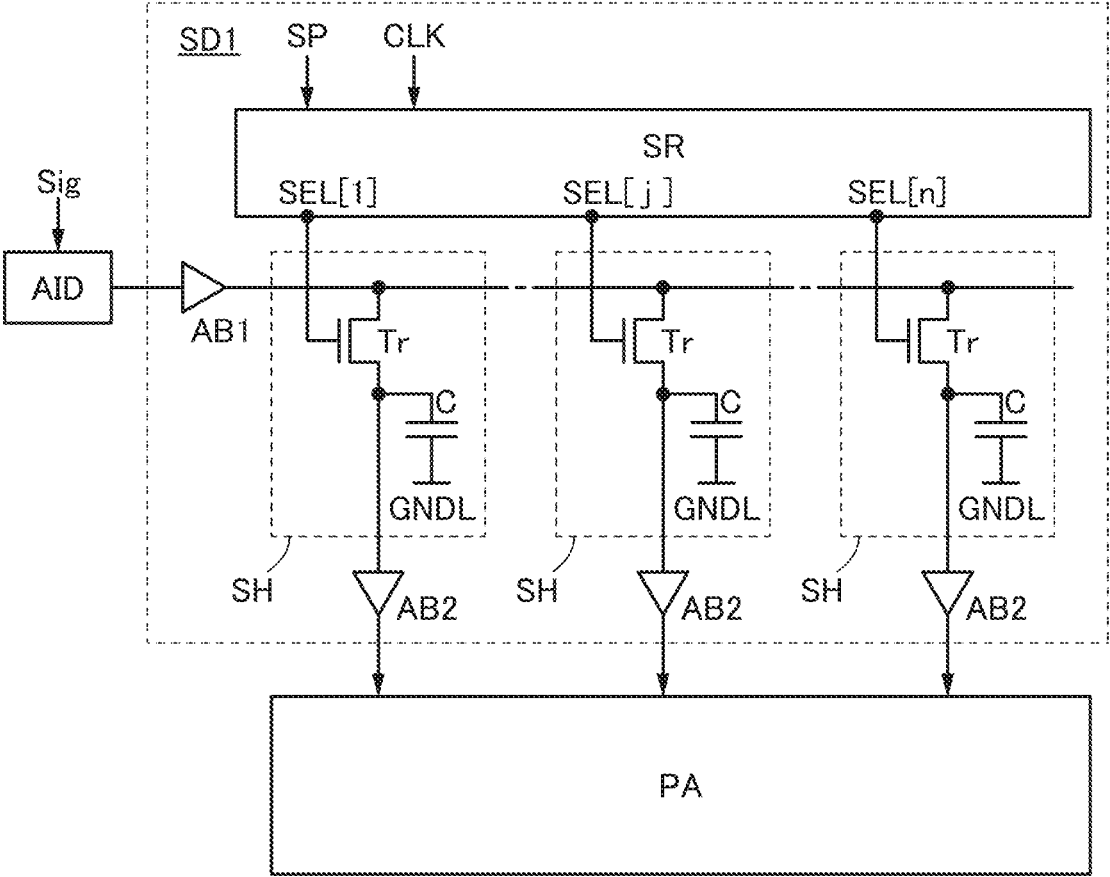 SD1
SP CLK
SR
Sig
SEL[1] SEL[j] SEL[n]
AID
AB1
Tr Tr Tr
C C C
GNDL GNDL GNDL
SH SH SH
AB2 AB2 AB2
PA